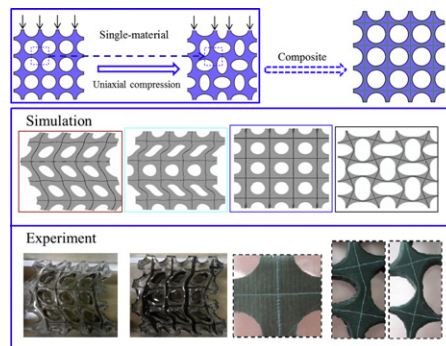 Single-material
Uniaxial compression
Composite
Simulation
Experiment